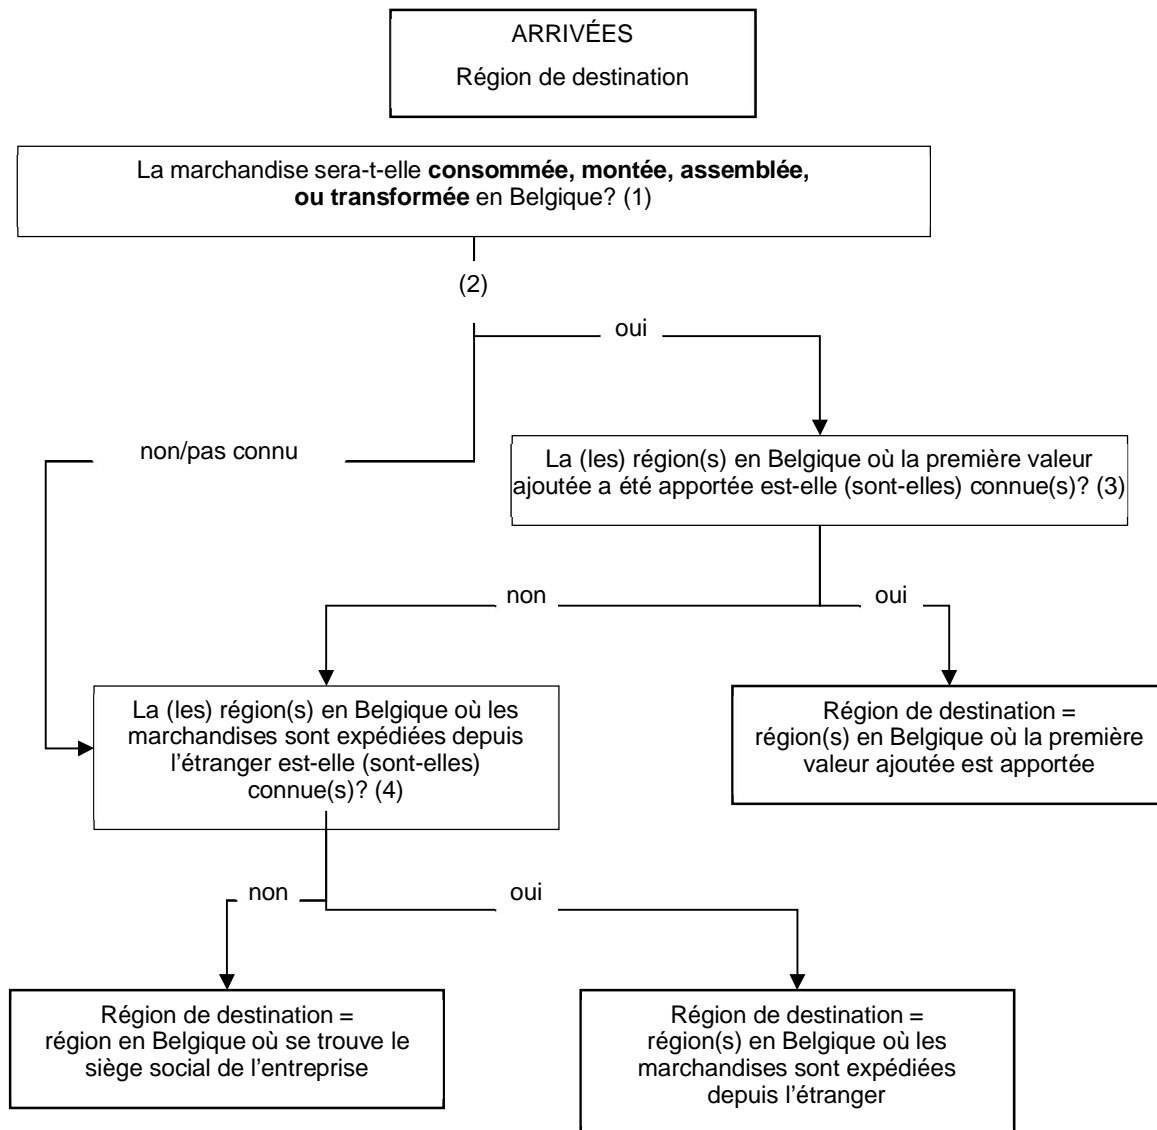 ARRIVÉES
Région de destination
La marchandise sera-t-elle consommée, montée, assemblée,
ou transformée en Belgique? (1)
(2)
oui
non/pas connu
La (les) région(s) en Belgique où la première valeur
ajoutée a été apportée est-elle (sont-elles) connue(s)? (3)
non
oui
La (les) région(s) en Belgique où les
marchandises sont expédiées depuis
l’étranger est-elle (sont-elles)
connue(s)? (4)
Région de destination =
région(s) en Belgique où la première
valeur ajoutée est apportée
non
oui
Région de destination =
région en Belgique où se trouve le
siège social de l’entreprise
Région de destination =
région(s) en Belgique où les
marchandises sont expédiées
depuis l’étranger